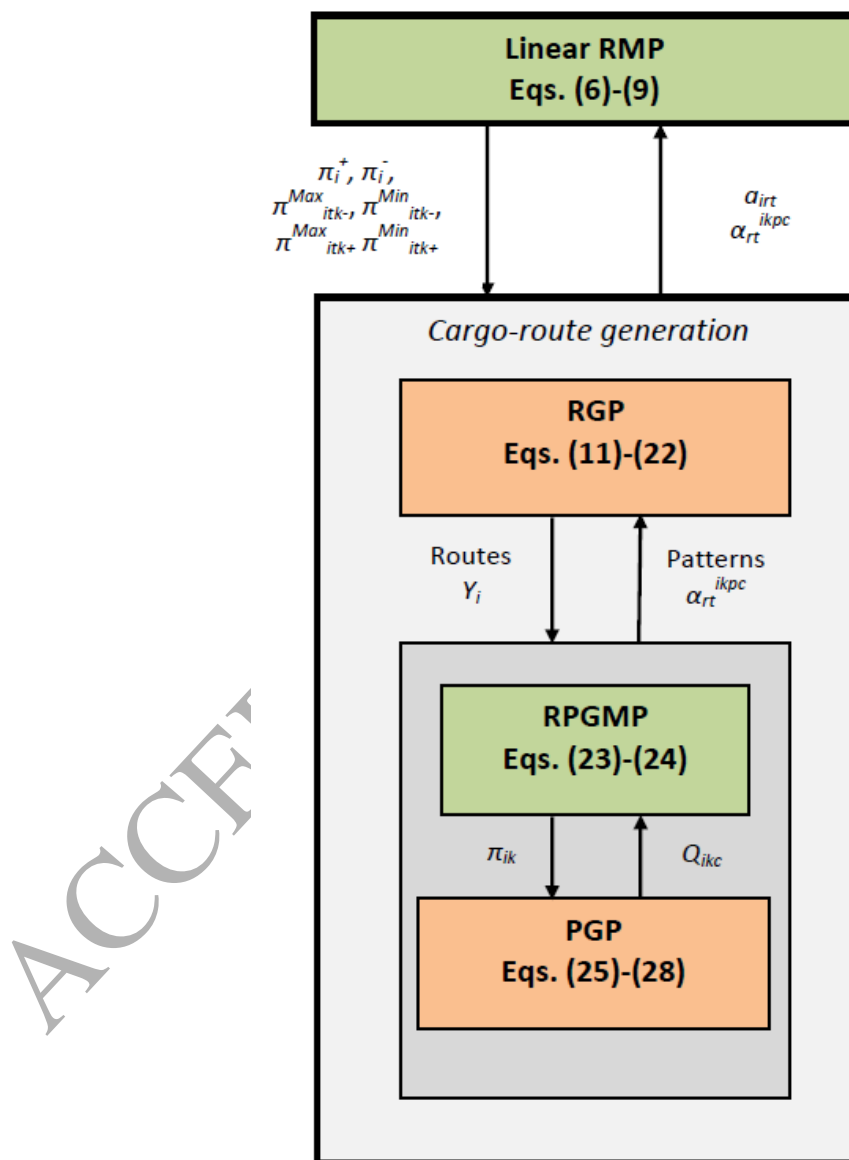 Linear RMP
Eqs. (6)-(9)
π_i^+, π_i^-,
π^Max_itk-, π^Min_itk-,
π^Max_itk+ π^Min_itk+
a_irt
α_rt^ikpc
Cargo-route generation
RGP
Eqs. (11)-(22)
Routes
Y_i
Patterns
α_rt^ikpc
RPGMP
Eqs. (23)-(24)
π_ik
Q_ikc
PGP
Eqs. (25)-(28)